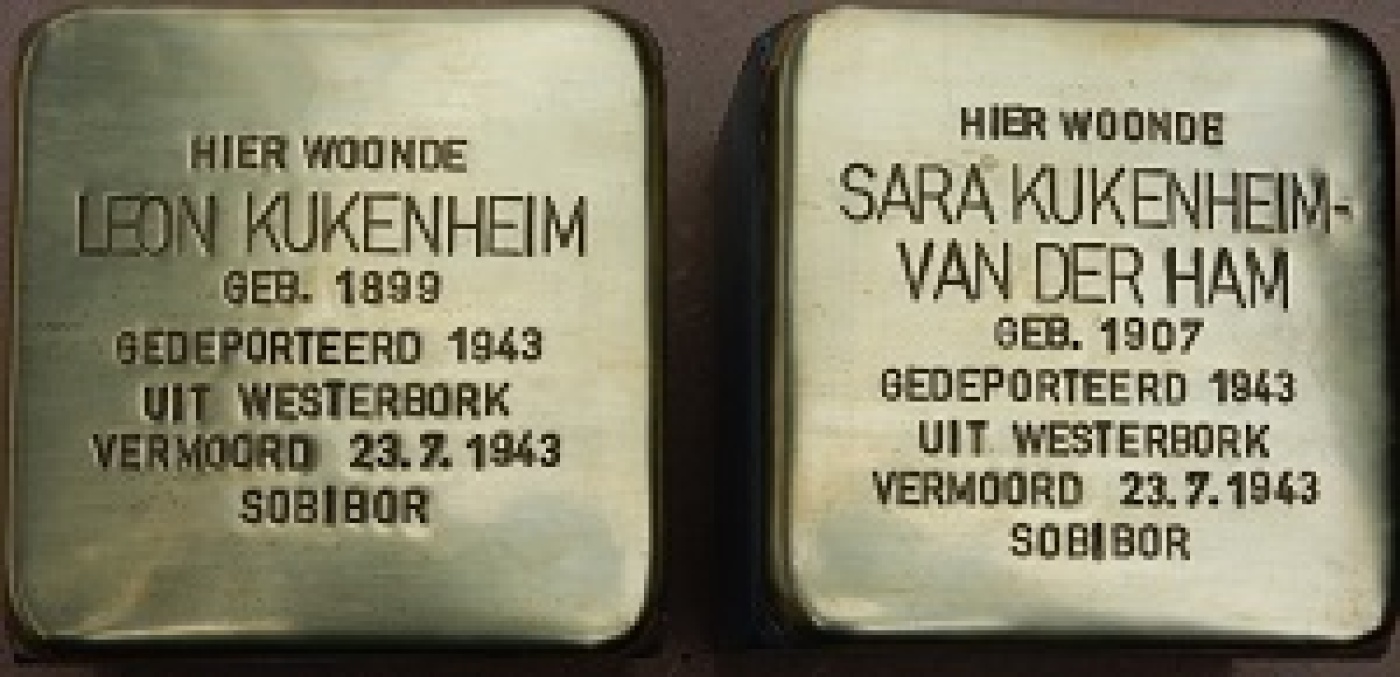 HIER WOONDE
LEON KUKENHEIM
GEB. 1899
GEDEPORTEERD 1943
UIT WESTERBORK
VERMOORD 23.7.1943
SOBIBOR
HIER WOONDE
SARA KUKENHEIM-
VAN DER HAM
GEB. 1907
GEDEPORTEERD 1943
UIT WESTERBORK
VERMOORD 23.7.1943
SOBIBOR